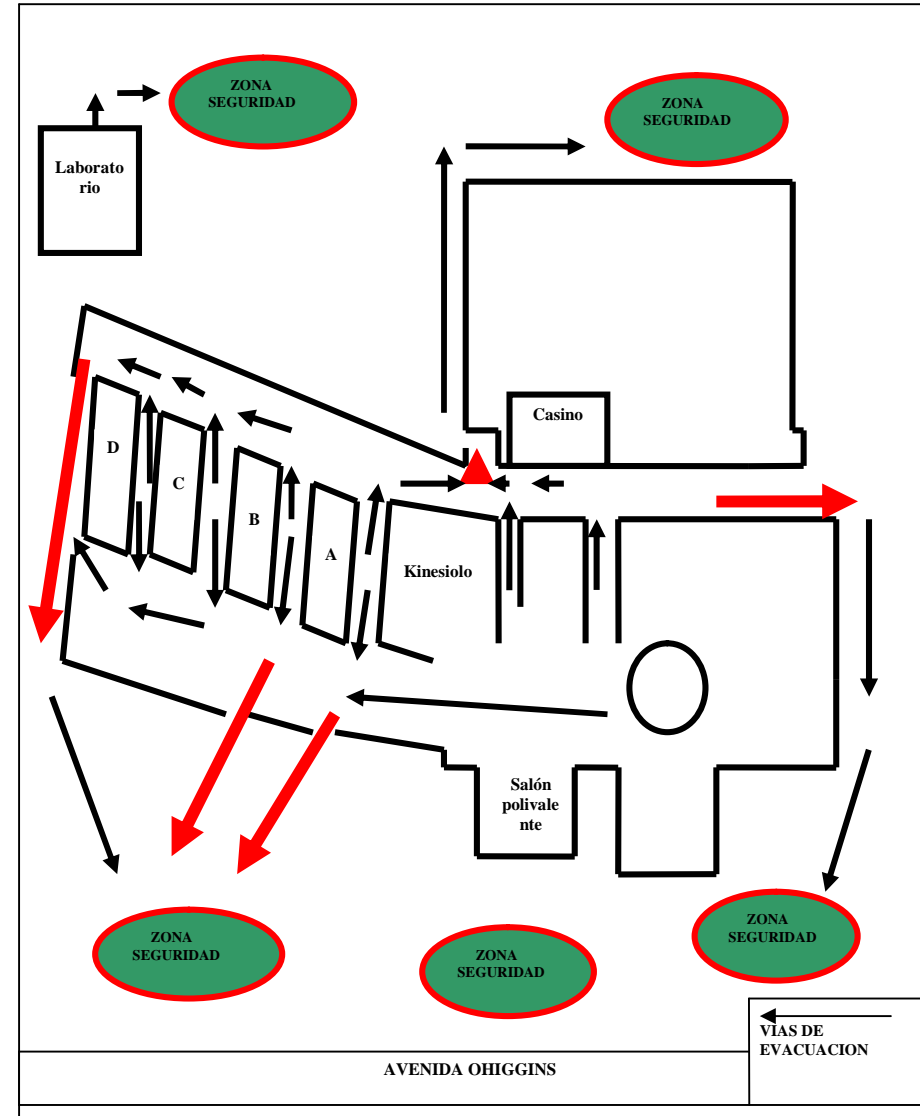 ZONA
SEGURIDAD
ZONA
SEGURIDAD
Laborato
rio
Casino
D
C
B
A
Kinesiolo
Salón
polivale
nte
ZONA
SEGURIDAD
ZONA
SEGURIDAD
ZONA
SEGURIDAD
VIAS DE
EVACUACION
AVENIDA OHIGGINS